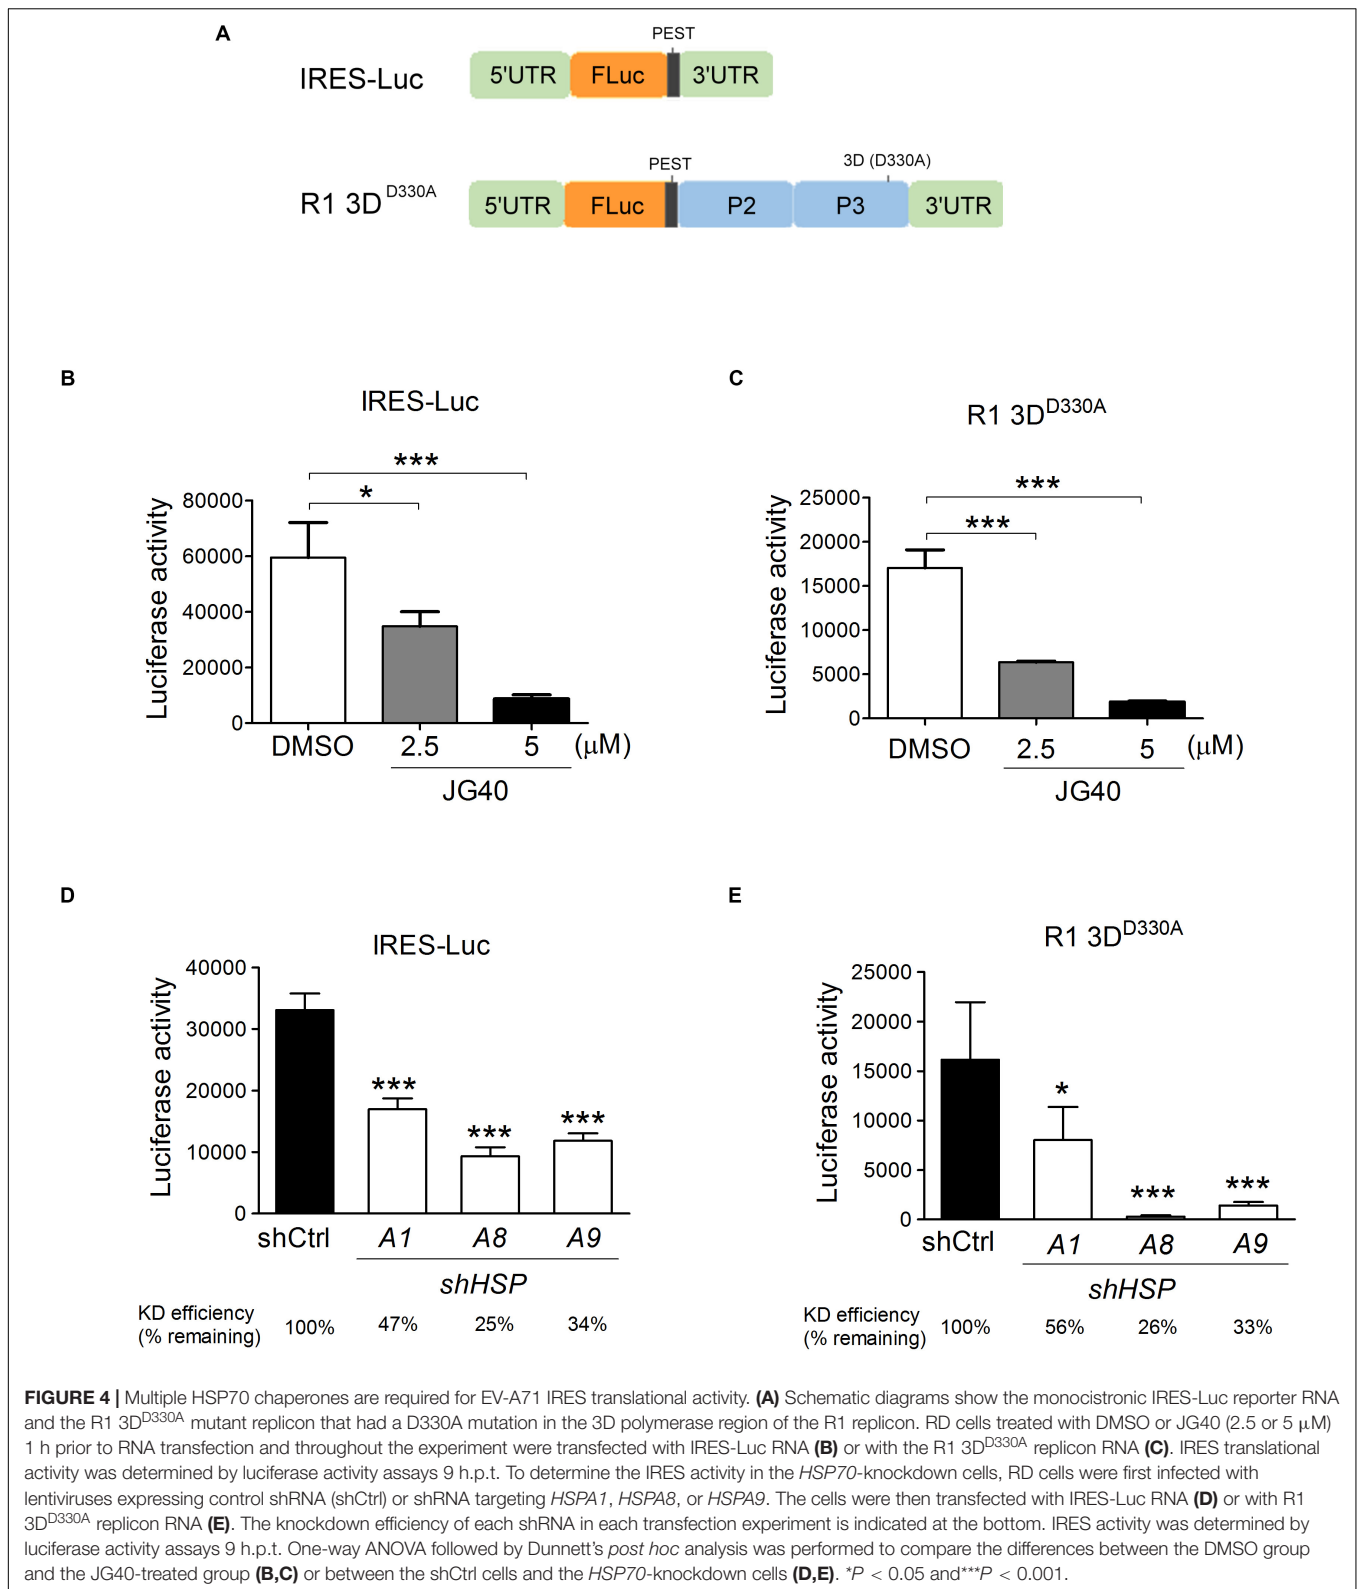 A
PEST
IRES-Luc
5'UTR FLuc 3'UTR
PEST
3D (D330A)
R1 3D^D330A
5'UTR FLuc P2 P3 3'UTR
B
IRES-Luc
***
*
Luciferase activity
80000
60000
40000
20000
0
DMSO 2.5 5 (μM)
JG40
C
R1 3D^D330A
***
***
Luciferase activity
25000
20000
15000
10000
5000
0
DMSO 2.5 5 (μM)
JG40
D
IRES-Luc
Luciferase activity
40000
30000
20000
10000
0
***
***
***
shCtrl A1 A8 A9
shHSP
KD efficiency
(% remaining) 100% 47% 25% 34%
E
R1 3D^D330A
Luciferase activity
25000
20000
15000
10000
5000
0
*
***
***
shCtrl A1 A8 A9
shHSP
KD efficiency
(% remaining) 100% 56% 26% 33%
FIGURE 4 | Multiple HSP70 chaperones are required for EV-A71 IRES translational activity. (A) Schematic diagrams show the monocistronic IRES-Luc reporter RNA
and the R1 3D^D330A mutant replicon that had a D330A mutation in the 3D polymerase region of the R1 replicon. RD cells treated with DMSO or JG40 (2.5 or 5 μM)
1 h prior to RNA transfection and throughout the experiment were transfected with IRES-Luc RNA (B) or with the R1 3D^D330A replicon RNA (C). IRES translational
activity was determined by luciferase activity assays 9 h.p.t. To determine the IRES activity in the HSP70-knockdown cells, RD cells were first infected with
lentiviruses expressing control shRNA (shCtrl) or shRNA targeting HSPA1, HSPA8, or HSPA9. The cells were then transfected with IRES-Luc RNA (D) or with R1
3D^D330A replicon RNA (E). The knockdown efficiency of each shRNA in each transfection experiment is indicated at the bottom. IRES activity was determined by
luciferase activity assays 9 h.p.t. One-way ANOVA followed by Dunnett's post hoc analysis was performed to compare the differences between the DMSO group
and the JG40-treated group (B,C) or between the shCtrl cells and the HSP70-knockdown cells (D,E). *P < 0.05 and***P < 0.001.